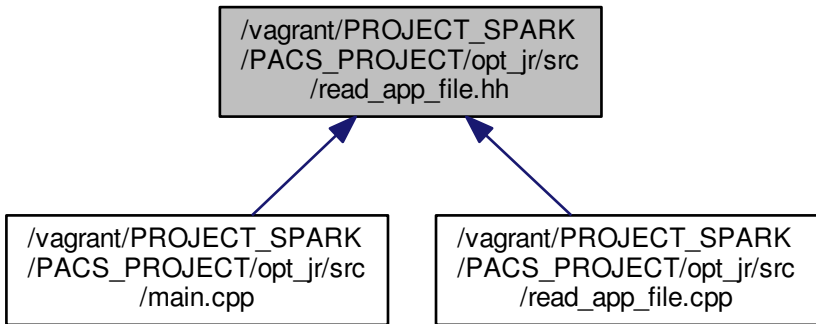 /vagrant/PROJECT_SPARK
/PACS_PROJECT/opt_jr/src
/read_app_file.hh
/vagrant/PROJECT_SPARK
/PACS_PROJECT/opt_jr/src
/main.cpp
/vagrant/PROJECT_SPARK
/PACS_PROJECT/opt_jr/src
/read_app_file.cpp